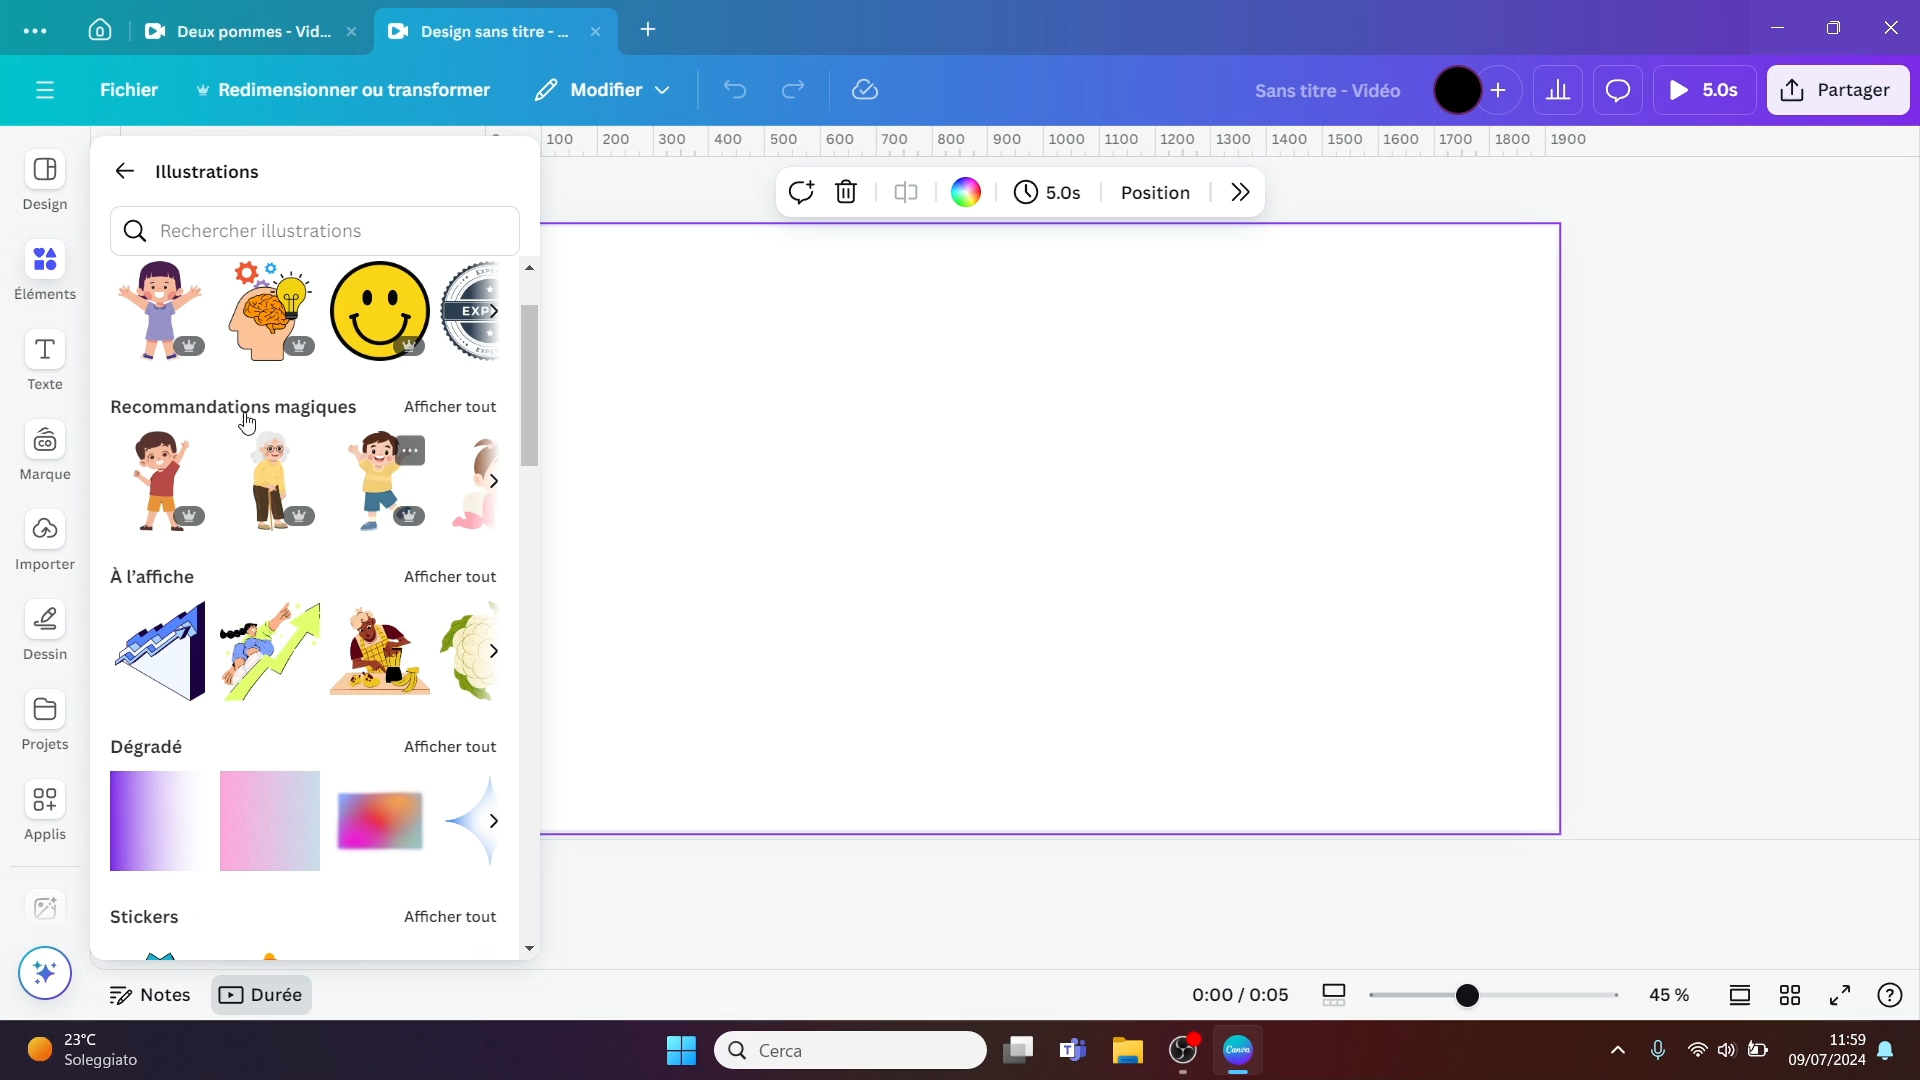 Deux pommes - Vid...
Design sans titre - ...
Fichier
Redimensionner ou transformer
Modifier
Sans titre - Vidéo
5.0s
Partager
100 200 300 400 500 600 700 800 900 1000 1100 1200 1300 1400 1500 1600 1700 1800 1900
Design
Éléments
Texte
Marque
Importer
Dessin
Projets
Applis
Illustrations
Rechercher illustrations
5.0s
Position
EXPE
EXP
EXPE
Recommandations magiques
Afficher tout
À l'affiche
Afficher tout
Dégradé
Afficher tout
Stickers
Afficher tout
Notes
Durée
0:00 / 0:05
45 %
23°C
Soleggiato
Cerca
Canva
11:59
09/07/2024